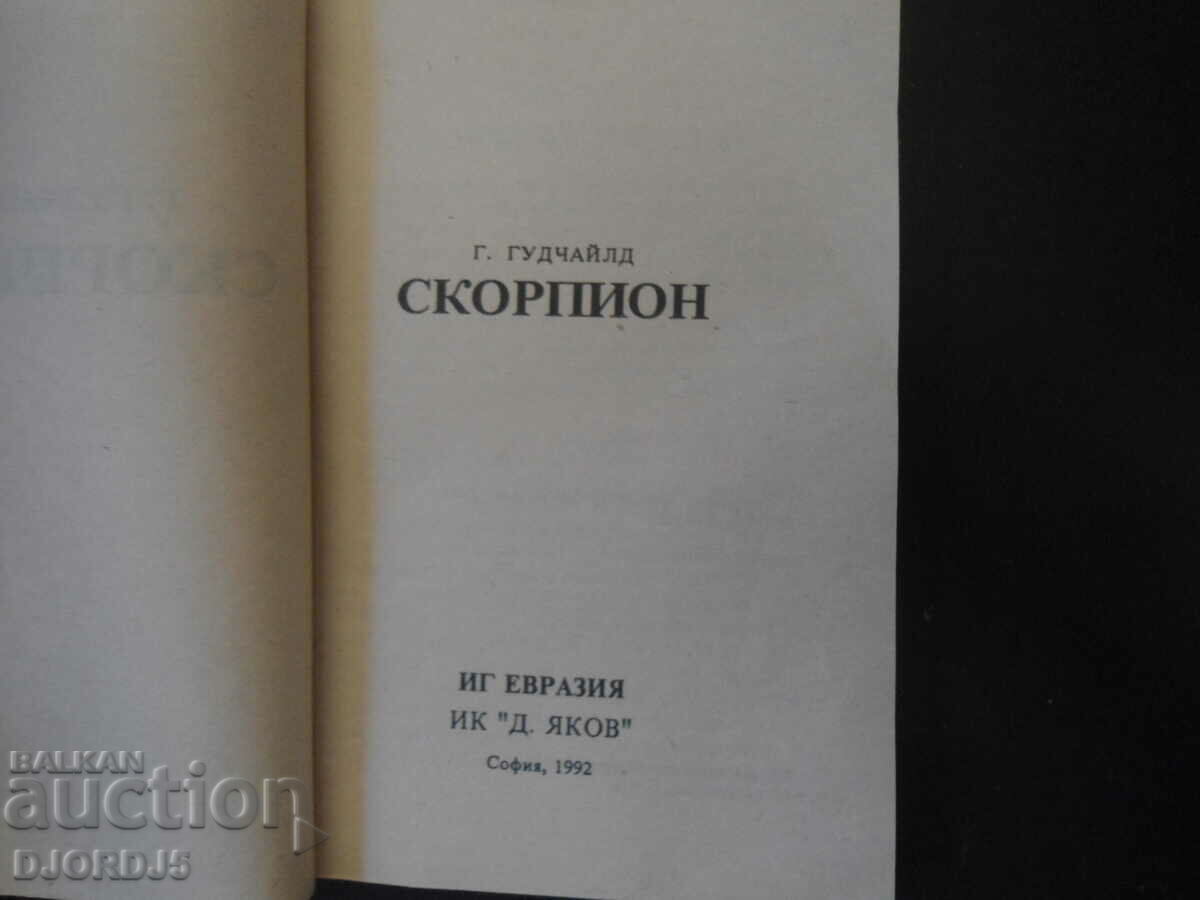 Г. ГУДЧАЙЛД
СКОРПИОН
ИГ ЕВРАЗИЯ
ИК "Д. ЯКОВ"
София, 1992
BALKAN
auction
DJORDJ5